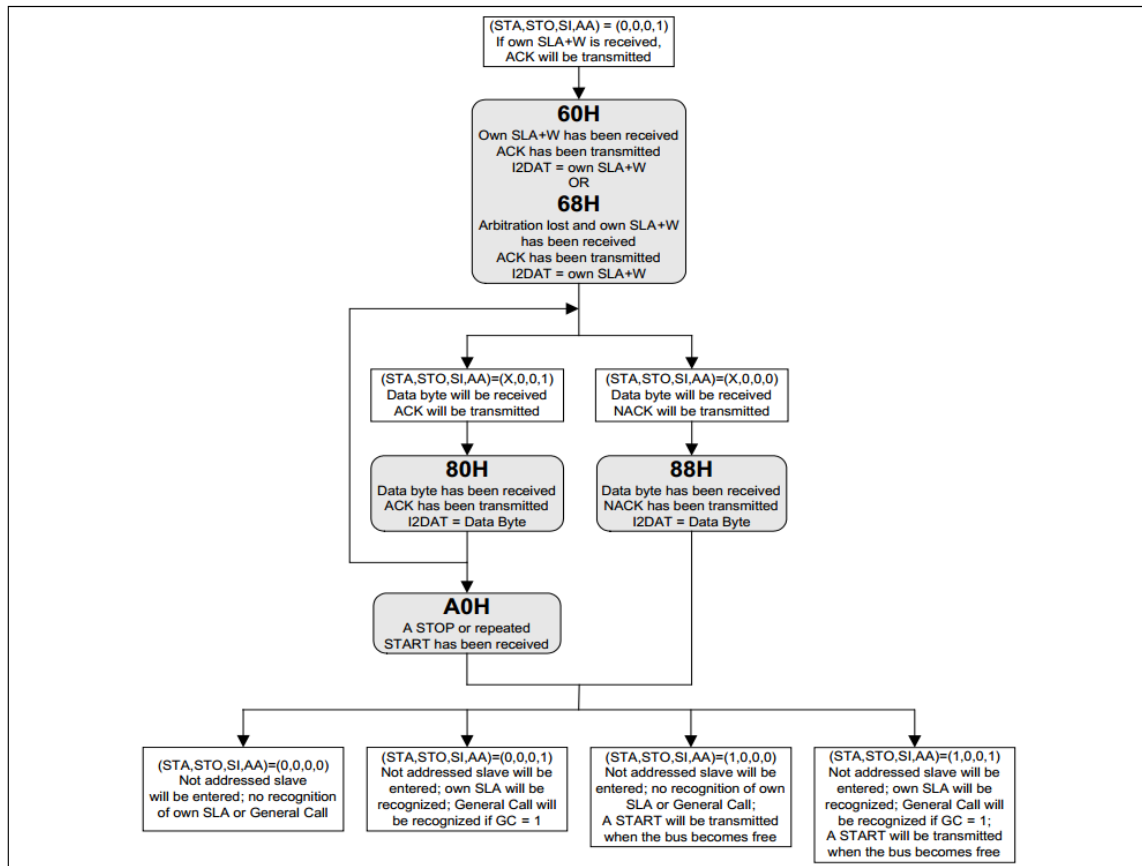 (STA,STO,SI,AA) = (0,0,0,1)
If own SLA+W is received,
ACK will be transmitted
60H
Own SLA+W has been received
ACK has been transmitted
I2DAT = own SLA+W
OR
68H
Arbitration lost and own SLA+W
has been received
ACK has been transmitted
I2DAT = own SLA+W
(STA,STO,SI,AA)=(X,0,0,1)
Data byte will be received
ACK will be transmitted
(STA,STO,SI,AA)=(X,0,0,0)
Data byte will be received
NACK will be transmitted
80H
Data byte has been received
ACK has been transmitted
I2DAT = Data Byte
88H
Data byte has been received
NACK has been transmitted
I2DAT = Data Byte
A0H
A STOP or repeated
START has been received
(STA,STO,SI,AA)=(0,0,0,0)
Not addressed slave
will be entered; no recognition
of own SLA or General Call
(STA,STO,SI,AA)=(0,0,0,1)
Not addressed slave will be
entered; own SLA will be
recognized; General Call will
be recognized if GC = 1
(STA,STO,SI,AA)=(1,0,0,0)
Not addressed slave will be
entered; no recognition of own
SLA or General Call;
A START will be transmitted
when the bus becomes free
(STA,STO,SI,AA)=(1,0,0,1)
Not addressed slave will be
entered; own SLA will be
recognized; General Call will
be recognized if GC = 1;
A START will be transmitted
when the bus becomes free